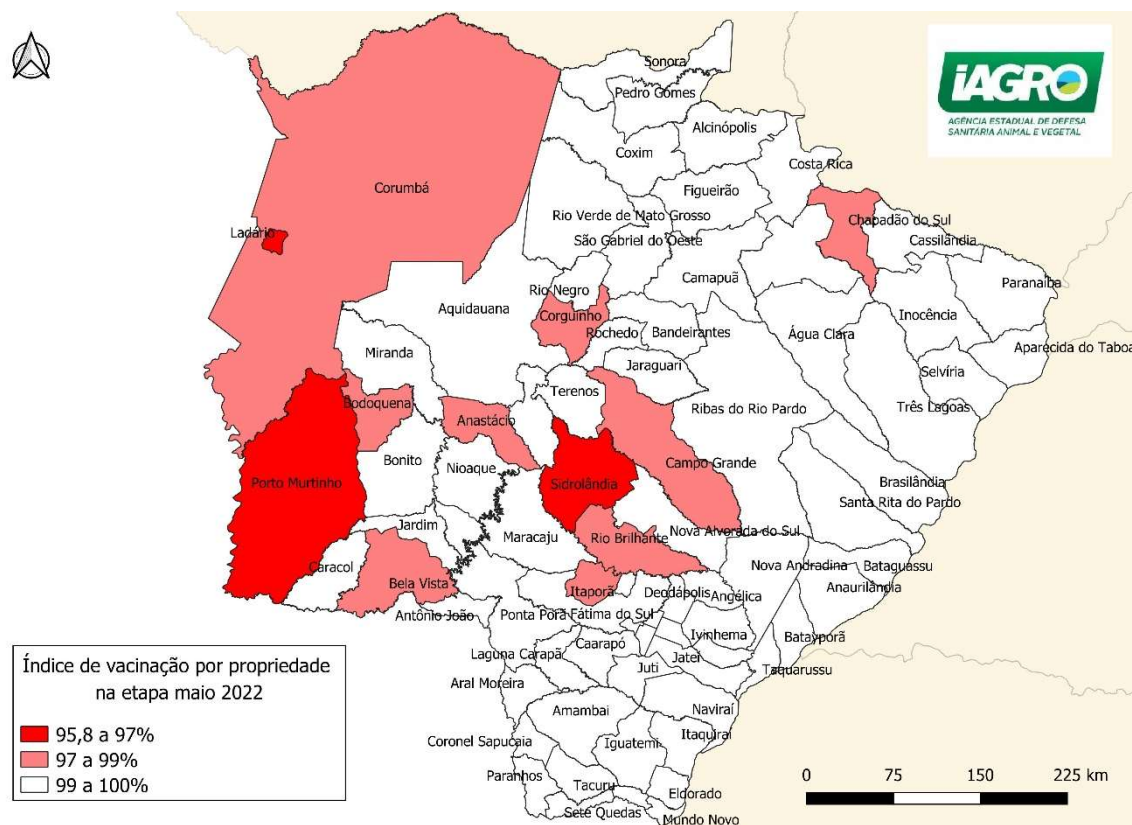 iAGRO
AGÊNCIA ESTADUAL DE DEFESA
SANITÁRIA ANIMAL E VEGETAL
Sonora
Pedro Gomes
Alcinópolis
Coxim
Costa Rica
Corumbá
Figueirão
Rio Verde de Mato Grosso
Chapadão do Sul
Ladário
São Gabriel do Oeste
Cassilândia
Camapuã
Paranaíba
Rio Negro
Aquidauana
Corguinho
Inocência
Rochedo
Bandeirantes
Água Clara
Miranda
Aparecida do Taboa
Jaraguari
Selvíria
Terenos
Bodoquena
Ribas do Rio Pardo
Três Lagoas
Anastácio
Bonito
Nioaque
Campo Grande
Porto Murtinho
Sidrolândia
Brasilândia
Santa Rita do Pardo
Jardim
Maracaju
Rio Brilhante
Nova Alvorada do Sul
Caracol
Nova Andradina
Bataguassu
Bela Vista
Itaporã
Deodápolis
Angélica
Anaurilândia
Antônio João
Ponta Porã
Fátima do Sul
Ivinhema
Batayporã
Caarapó
Laguna Carapã
Juti
Jateí
Taquarussu
Aral Moreira
Amambai
Naviraí
Itaquiraí
Coronel Sapucaia
Iguatemi
Paranhos
Tacuru
Eldorado
Sete Quedas
Mundo Novo
Índice de vacinação por propriedade
na etapa maio 2022
95,8 a 97%
97 a 99%
99 a 100%
0 75 150 225 km